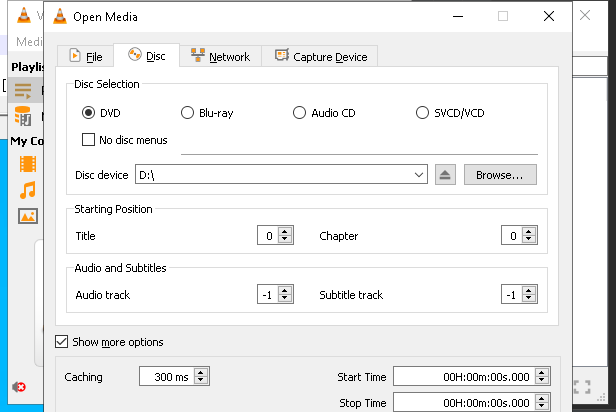 Open Media
Medi
File
Disc
Network
Capture Device
Playlis
Disc Selection
DVD
Blu-ray
Audio CD
SVCD/VCD
No disc menus
My Co
Disc device
D:\
Browse...
Starting Position
Title
0
Chapter
0
Audio and Subtitles
Audio track
-1
Subtitle track
-1
Show more options
Caching
300 ms
Start Time
00H:00m:00s.000
Stop Time
00H:00m:00s.000